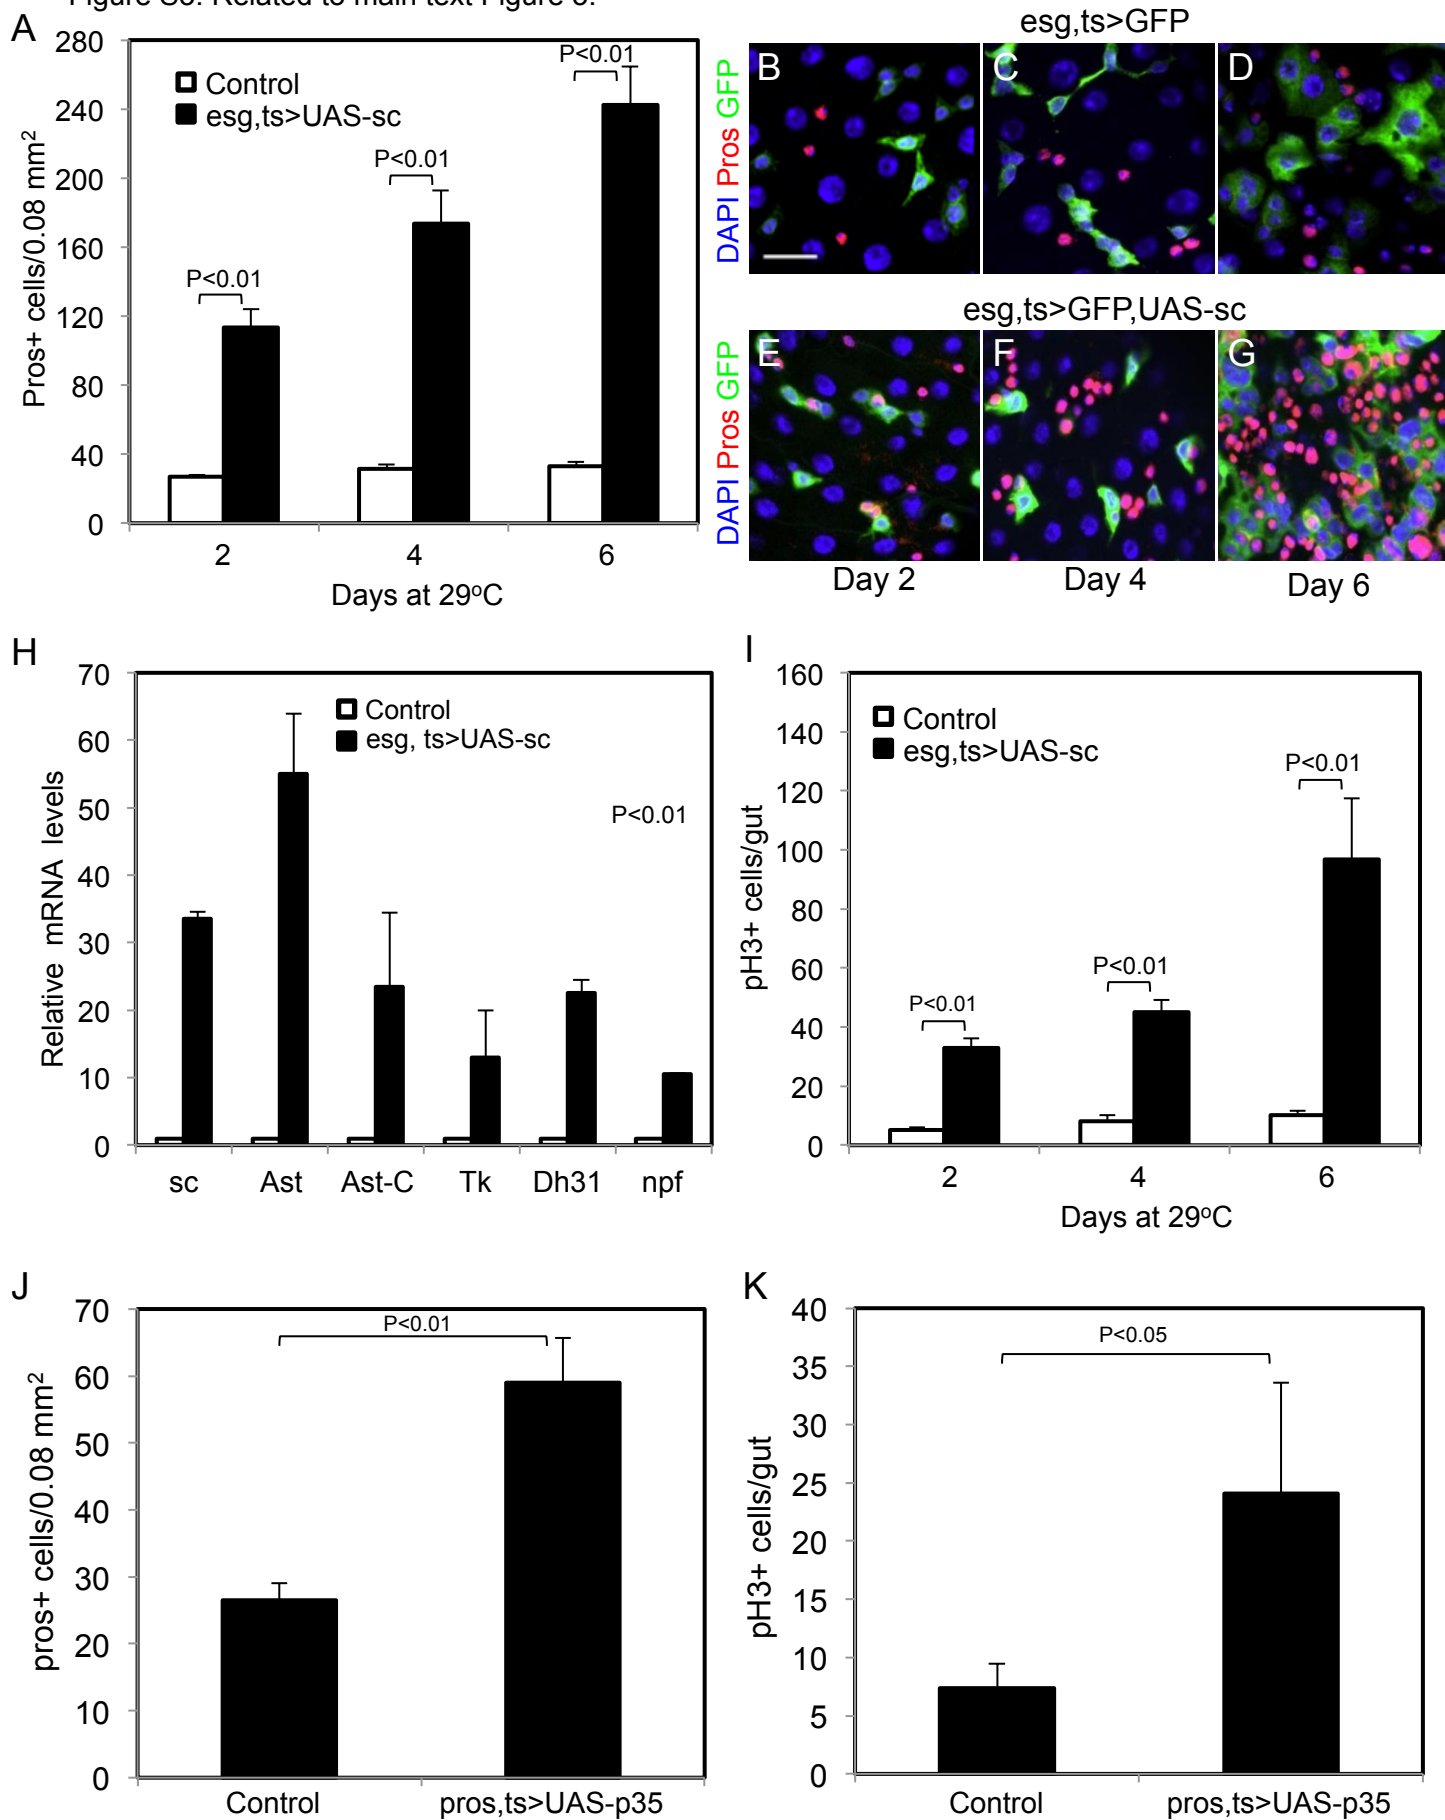 A
280
240
200
160
120
80
40
0
Pros+ cells/0.08 mm²
Control
esg,ts>UAS-sc
P<0.01
P<0.01
P<0.01
2 4 6
Days at 29ºC
esg,ts>GFP
DAPI Pros GFP
B C D
esg,ts>GFP,UAS-sc
DAPI Pros GFP
E F G
Day 2 Day 4 Day 6
H
70
60
50
40
30
20
10
0
Relative mRNA levels
Control
esg, ts>UAS-sc
P<0.01
sc Ast Ast-C Tk Dh31 npf
I
160
140
120
100
80
60
40
20
0
pH3+ cells/gut
Control
esg,ts>UAS-sc
P<0.01
P<0.01
P<0.01
2 4 6
Days at 29ºC
J
70
60
50
40
30
20
10
0
pros+ cells/0.08 mm²
P<0.01
Control pros,ts>UAS-p35
K
40
35
30
25
20
15
10
5
0
pH3+ cells/gut
P<0.05
Control pros,ts>UAS-p35